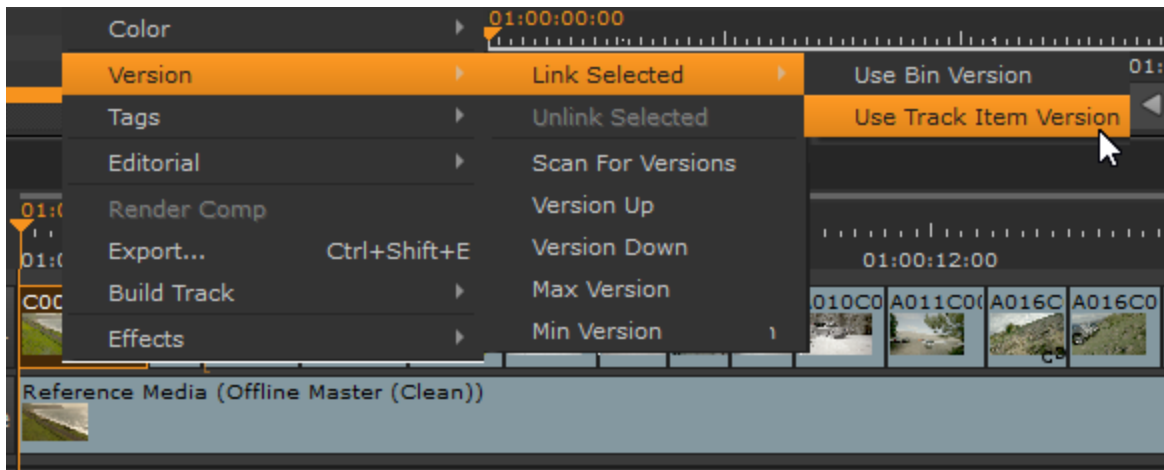 Color
01:00:00:00
Version
Link Selected
Use Bin Version
01:
Tags
Unlink Selected
Use Track Item Version
Editorial
Scan For Versions
Render Comp
Version Up
Export... Ctrl+Shift+E
Version Down
01:00:12:00
Build Track
Max Version
Effects
Min Version
A011C0
A016C
A016C0
Reference Media (Offline Master (Clean))